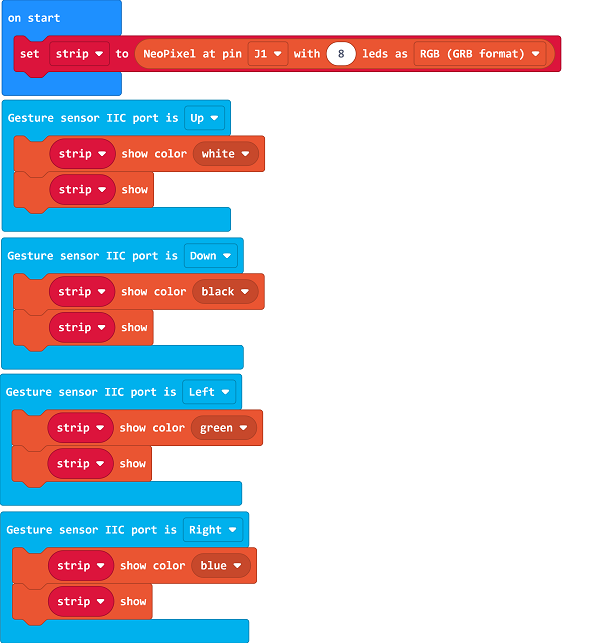 on start
set strip to NeoPixel at pin J1 with 8 leds as RGB (GRB format)
Gesture sensor IIC port is Up
strip show color white
strip show
Gesture sensor IIC port is Down
strip show color black
strip show
Gesture sensor IIC port is Left
strip show color green
strip show
Gesture sensor IIC port is Right
strip show color blue
strip show